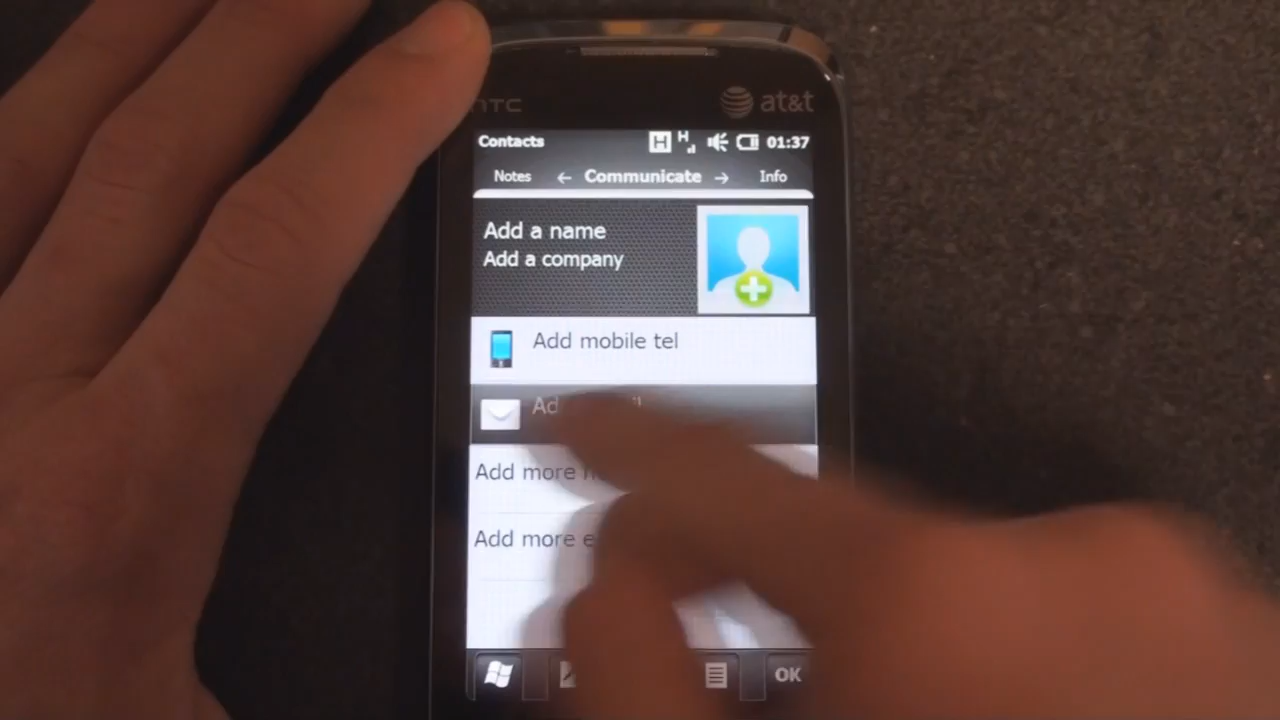 hTC
at&t
Contacts H H 01:37
Notes ← Communicate → Info
Add a name
Add a company
Add mobile tel
Add more
Add more
OK